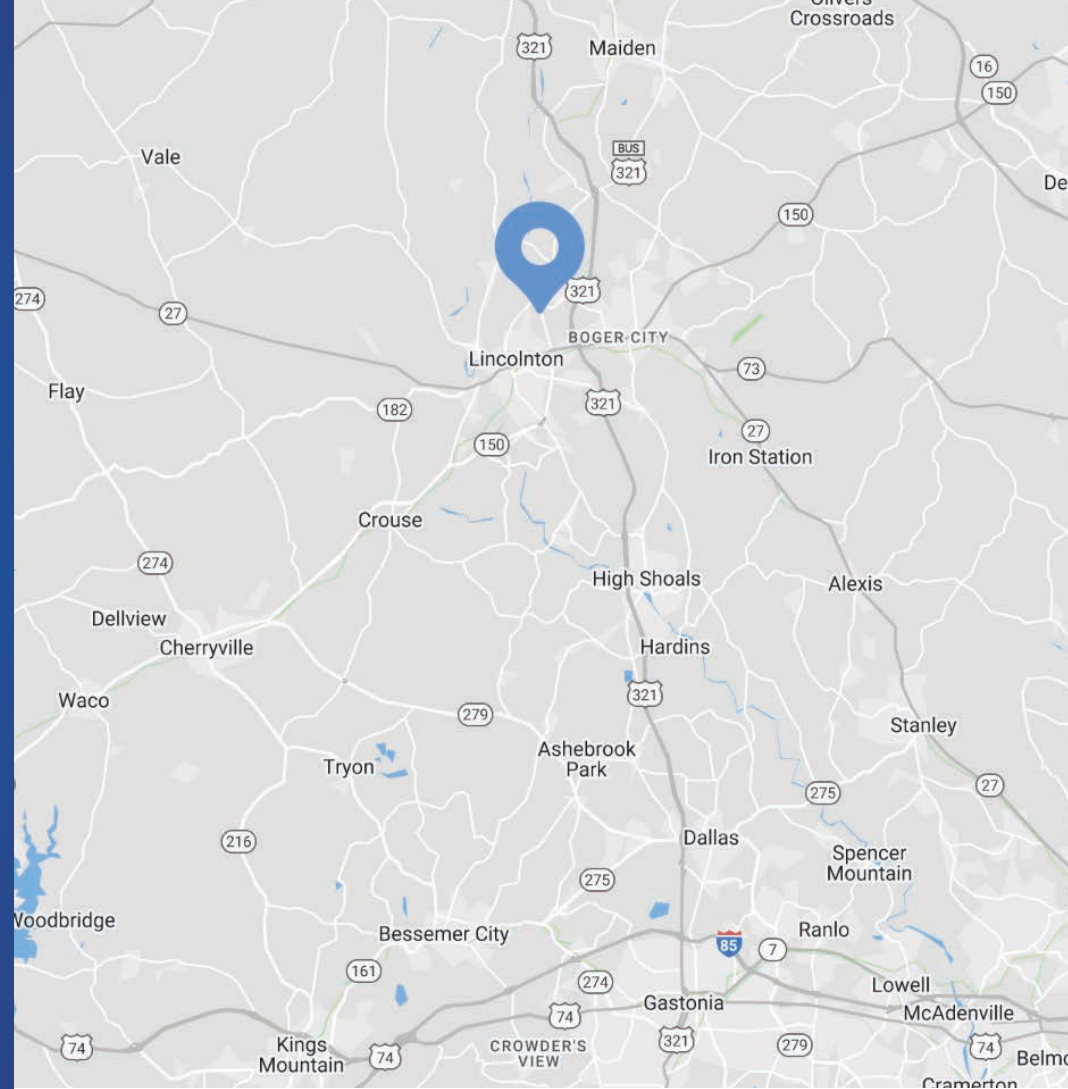 Crossroads
321
Maiden
16
150
BUS
321
Vale
De
150
274
27
321
BOGER CITY
Lincolnton
73
Flay
182
321
27
150
Iron Station
Crouse
274
High Shoals
Alexis
Dellview
Cherryville
Hardins
Waco
321
279
Stanley
Ashebrook
Park
Tryon
27
275
216
Dallas
Spencer
Mountain
275
Woodbridge
Bessemer City
Ranlo
85
7
161
274
Lowell
Gastonia
McAdenville
74
74
321
279
74
74
Kings
Mountain
CROWDER'S
VIEW
Belmo
Cramerton